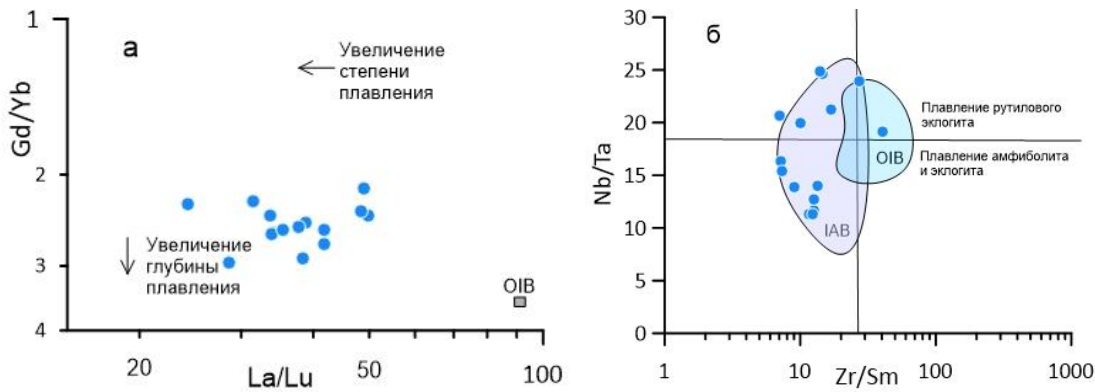 а
Увеличение
степени
плавления
Увеличение
глубины
плавления
OIB
1
2
3
4
Gd/Yb
20
50
100
La/Lu
б
30
25
20
15
10
5
0
Nb/Ta
Плавление рутилового
эклогита
OIB
Плавление амфиболита
и эклогита
IAB
1
10
100
1000
Zr/Sm